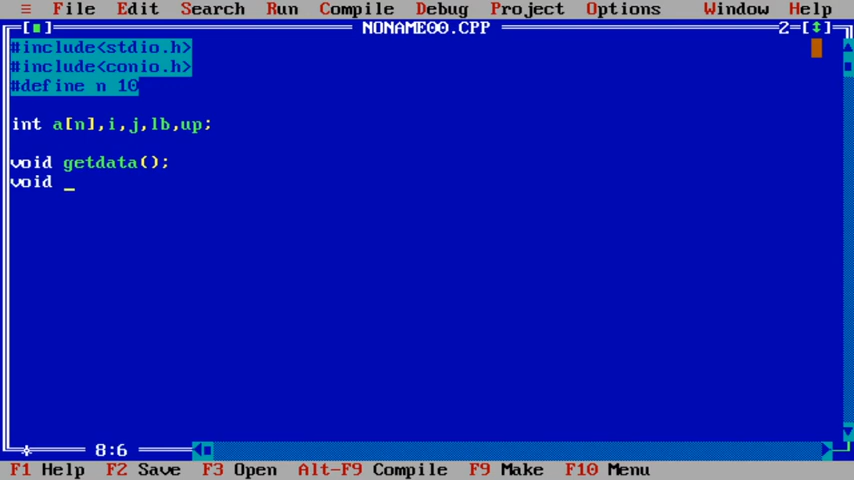 ≡ File Edit Search Run Compile Debug Project Options Window Help
[■] NONAME00.CPP 2=[↕]
#include<stdio.h>
#include<conio.h>
#define n 10
int a[n],i,j,lb,up;
void getdata();
void _
* 8:6
F1 Help F2 Save F3 Open Alt-F9 Compile F9 Make F10 Menu